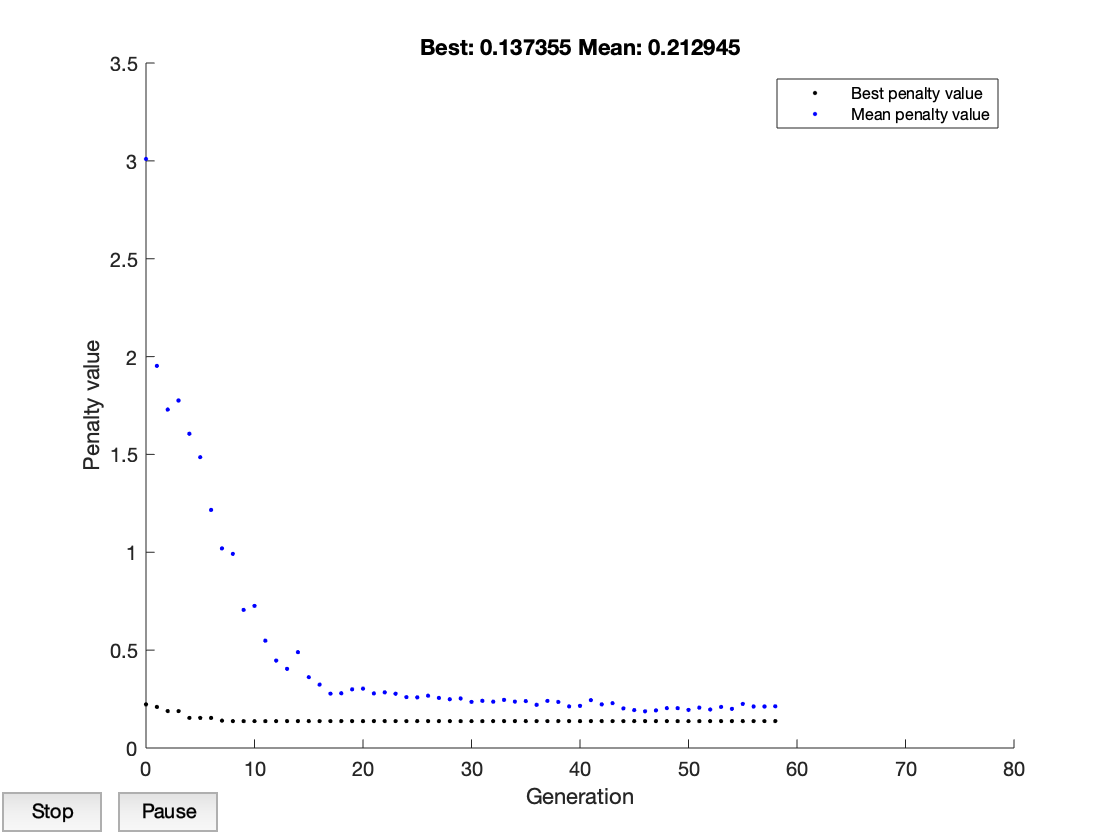 Best: 0.137355 Mean: 0.212945
Best penalty value
Mean penalty value
3.5
3
2.5
2
1.5
1
0.5
0
Penalty value
0 10 20 30 40 50 60 70 80
Generation
Stop Pause